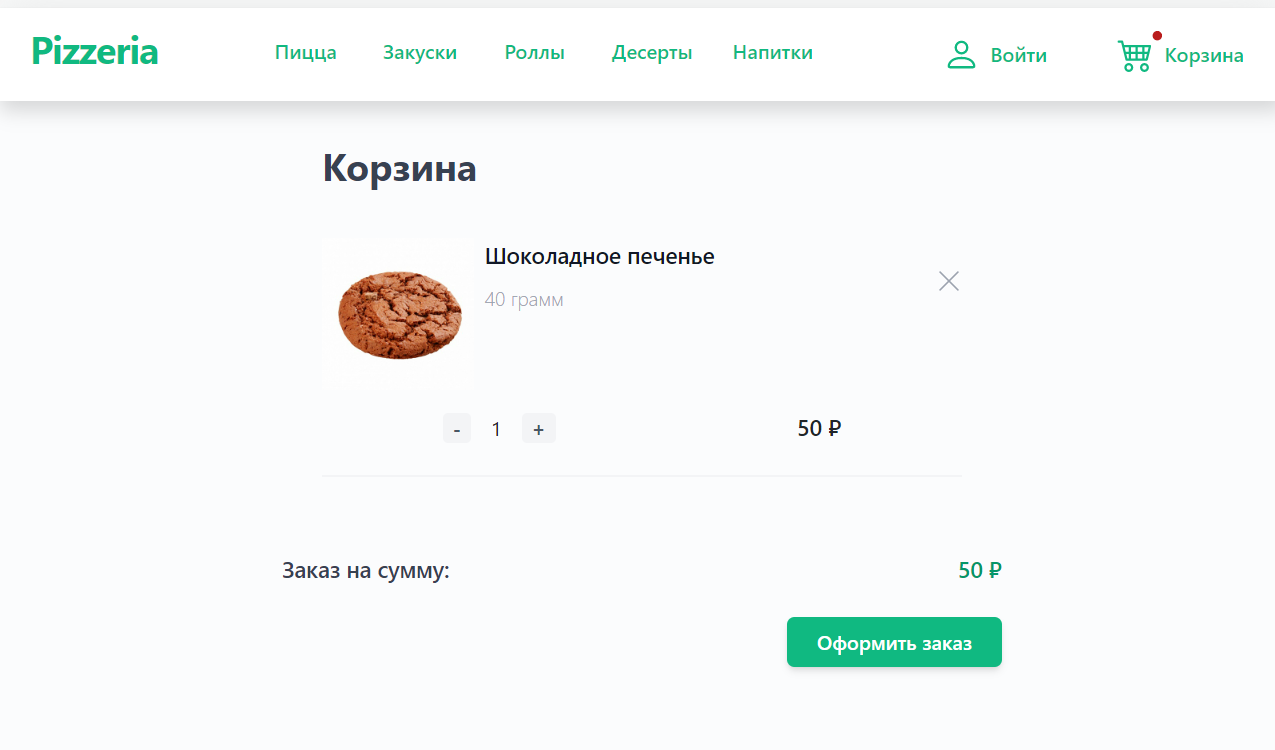 Pizzeria Пицца Закуски Роллы Десерты Напитки Войти Корзина
Корзина
Шоколадное печенье
40 грамм
- 1 + 50 ₽
Заказ на сумму: 50 ₽
Оформить заказ